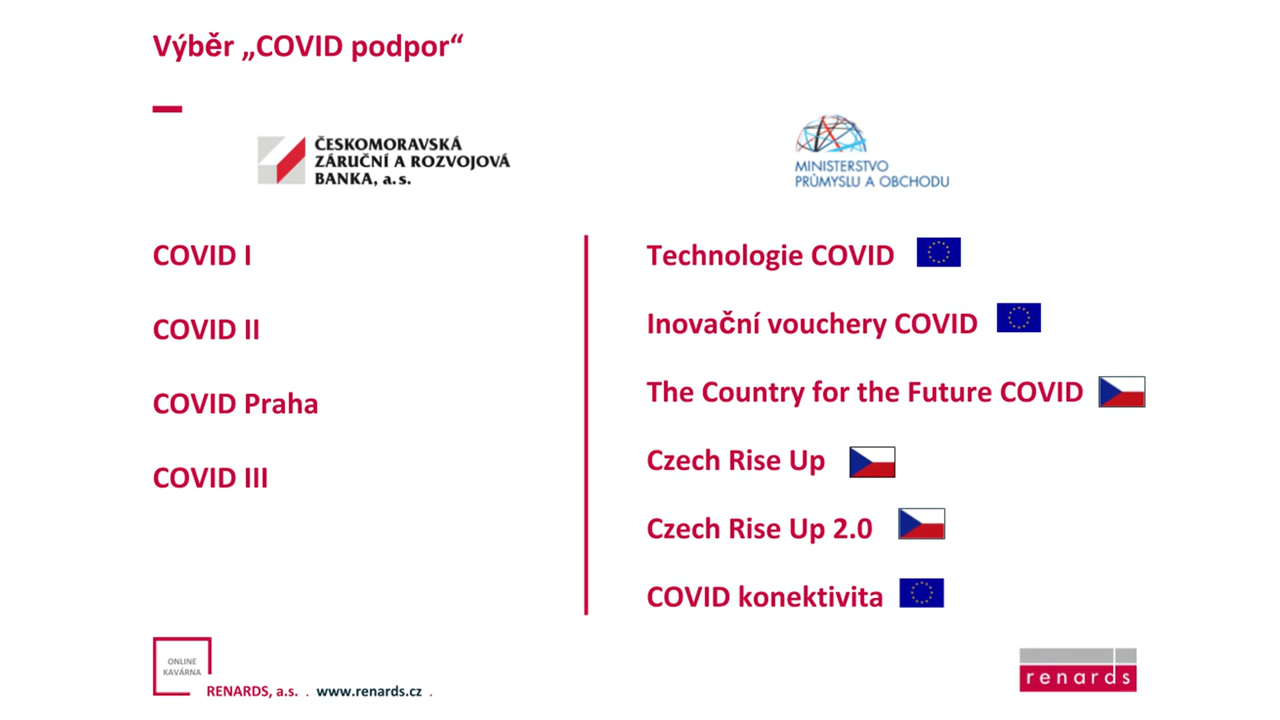 Výběr „COVID podpor“
ČESKOMORAVSKÁ
ZÁRUČNÍ A ROZVOJOVÁ
BANKA, a.s.
COVID I
COVID II
COVID Praha
COVID III
MINISTERSTVO
PRŮMYSLU A OBCHODU
Technologie COVID
Inovační vouchery COVID
The Country for the Future COVID
Czech Rise Up
Czech Rise Up 2.0
COVID konektivita
ONLINE
KAVÁRNA
RENARDS, a.s. . www.renards.cz .
renards